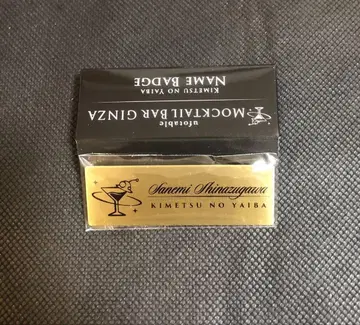 KIMETSU NO YAIBA
NAME BADGE
ufotable
MOCKTAIL BAR GINZA
Sanemi Shinazugawa
KIMETSU NO YAIBA